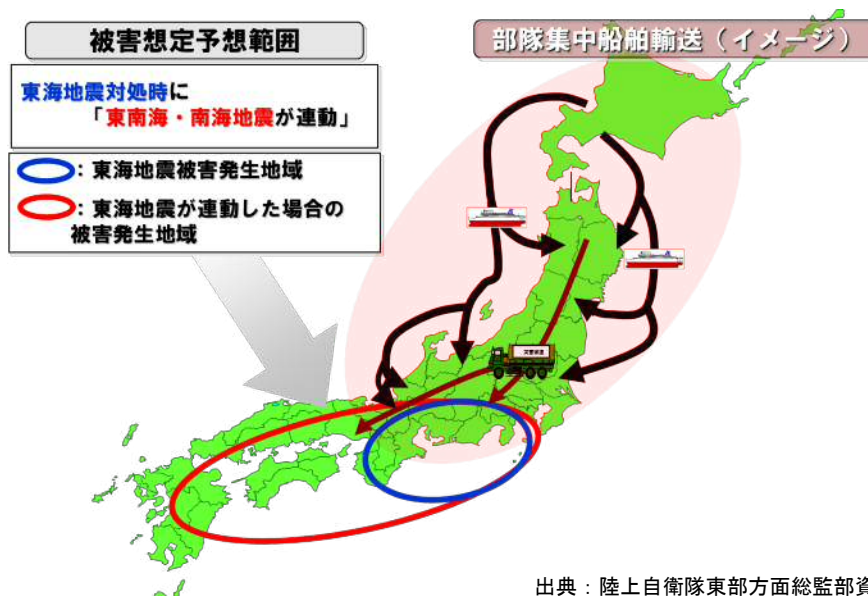 被害想定予想範囲
部隊集中船舶輸送(イメージ)
東海地震対処時に
「東南海・南海地震が連動」
:東海地震被害発生地域
:東海地震が連動した場合の
被害発生地域
災害派遣
出典:陸上自衛隊東部方面総監部資